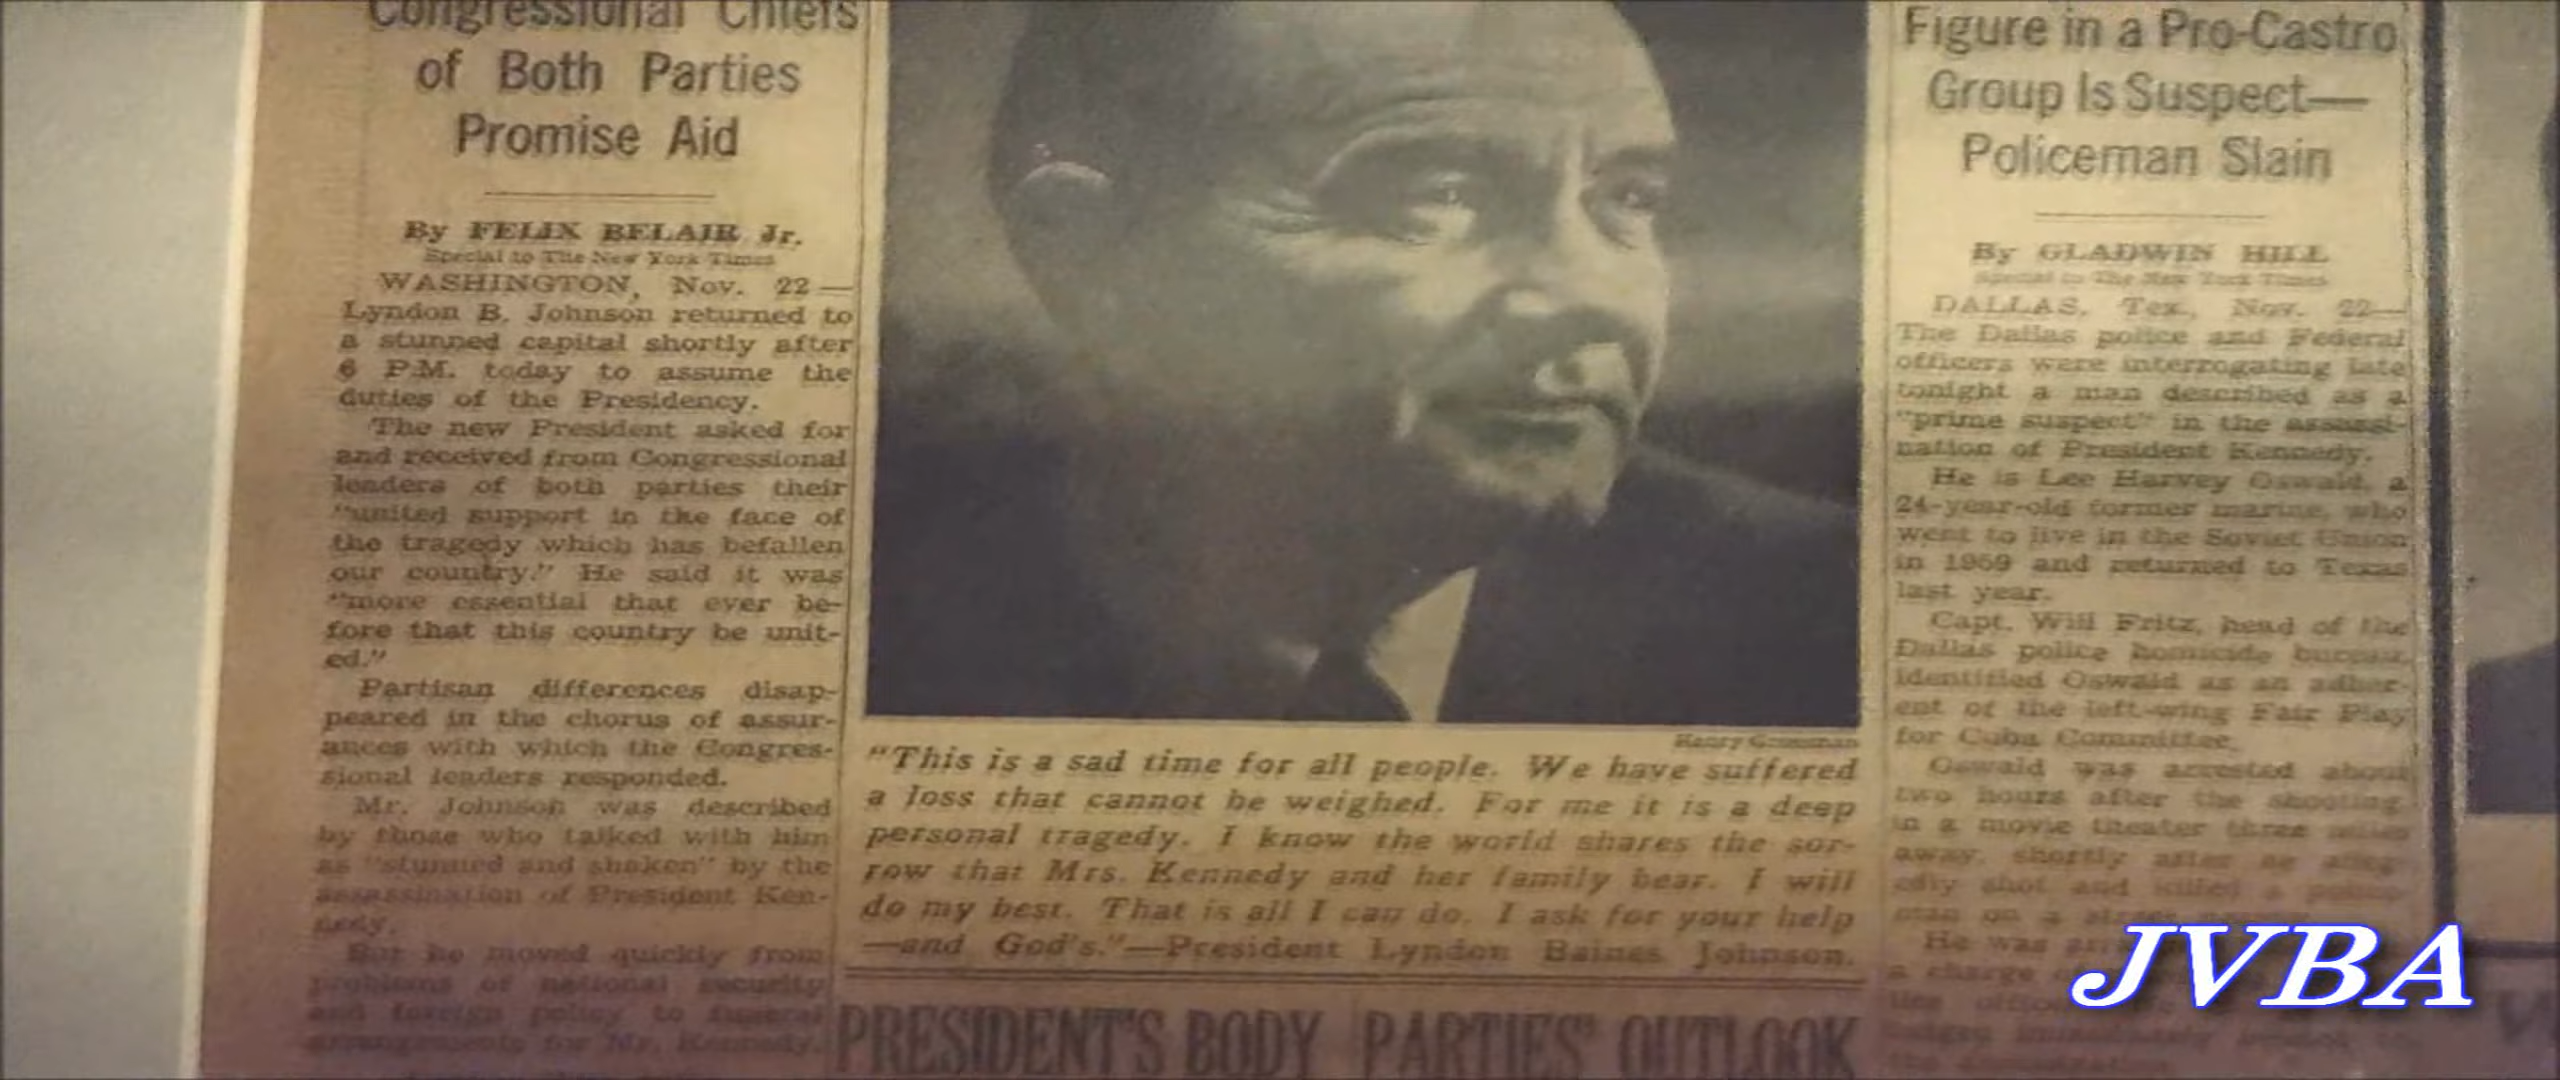 Congressional Chiefs
of Both Parties
Promise Aid
By FELIX BELAIR Jr.
Special to The New York Times
WASHINGTON, Nov. 22—
Lyndon B. Johnson returned to
a stunned capital shortly after
6 P.M. today to assume the
duties of the Presidency.
The new President asked for
and received from Congressional
leaders of both parties their
"united support in the face of
the tragedy which has befallen
our country." He said it was
"more essential that ever be-
fore that this country be unit-
ed."
Partisan differences disap-
peared in the chorus of assur-
ances with which the Congres-
sional leaders responded.
Mr. Johnson was described
by those who talked with him
as "stunned and shaken" by the
assassination of President Ken-
nedy.
But he moved quickly from
problems of national security
and foreign policy to funeral
arrangements for Mr. Kennedy.
Henry Grossman
"This is a sad time for all people. We have suffered
a loss that cannot be weighed. For me it is a deep
personal tragedy. I know the world shares the sor-
row that Mrs. Kennedy and her family bear. I will
do my best. That is all I can do. I ask for your help
—and God's."—President Lyndon Baines Johnson.
PRESIDENT'S BODY
PARTIES' OUTLOOK
Figure in a Pro-Castro
Group Is Suspect—
Policeman Slain
By GLADWIN HILL
Special to The New York Times
DALLAS, Tex., Nov. 22—
The Dallas police and Federal
officers were interrogating late
tonight a man described as a
"prime suspect" in the assassi-
nation of President Kennedy.
He is Lee Harvey Oswald, a
24-year-old former marine, who
went to live in the Soviet Union
in 1959 and returned to Texas
last year.
Capt. Will Fritz, head of the
Dallas police homicide bureau,
identified Oswald as an adher-
ent of the left-wing Fair Play
for Cuba Committee.
Oswald was arrested about
two hours after the shooting,
in a movie theater three miles
away, shortly after he alleg-
edly shot and killed a police-
man on a street
He was
a charge
JVBA